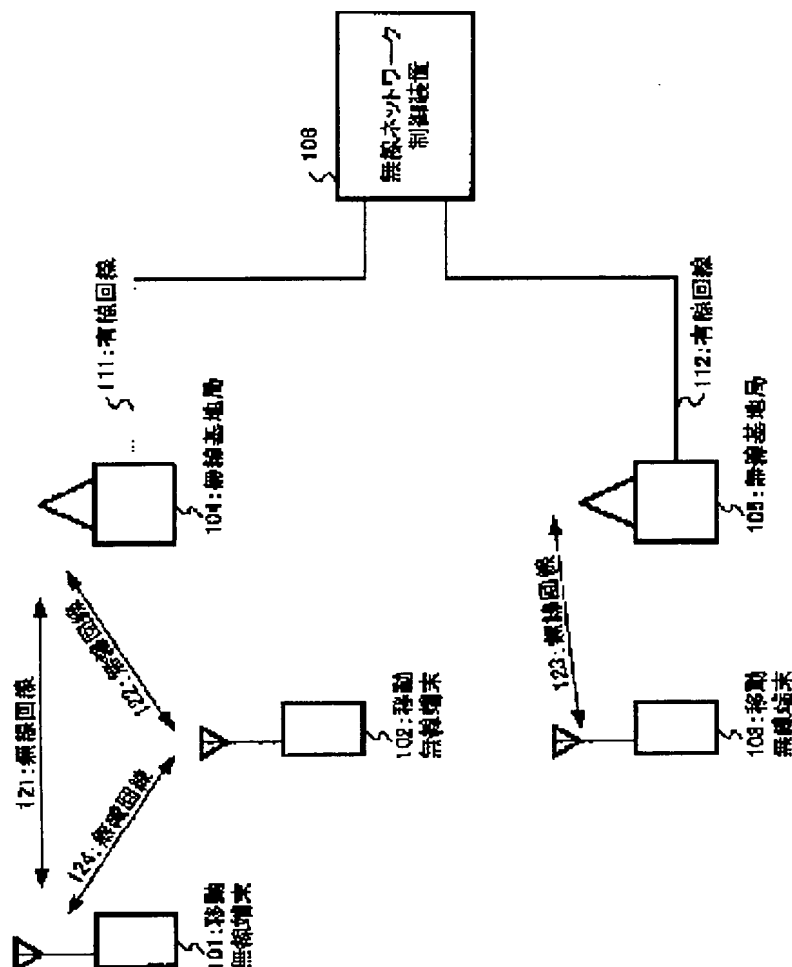 108
無線ネットワーク
制御装置
111:有線回線
112:有線回線
104:無線基地局
105:無線基地局
121:無線回線
122:無線回線
123:無線回線
124:無線回線
102:移動
無線端末
103:移動
無線端末
101:移動
無線端末